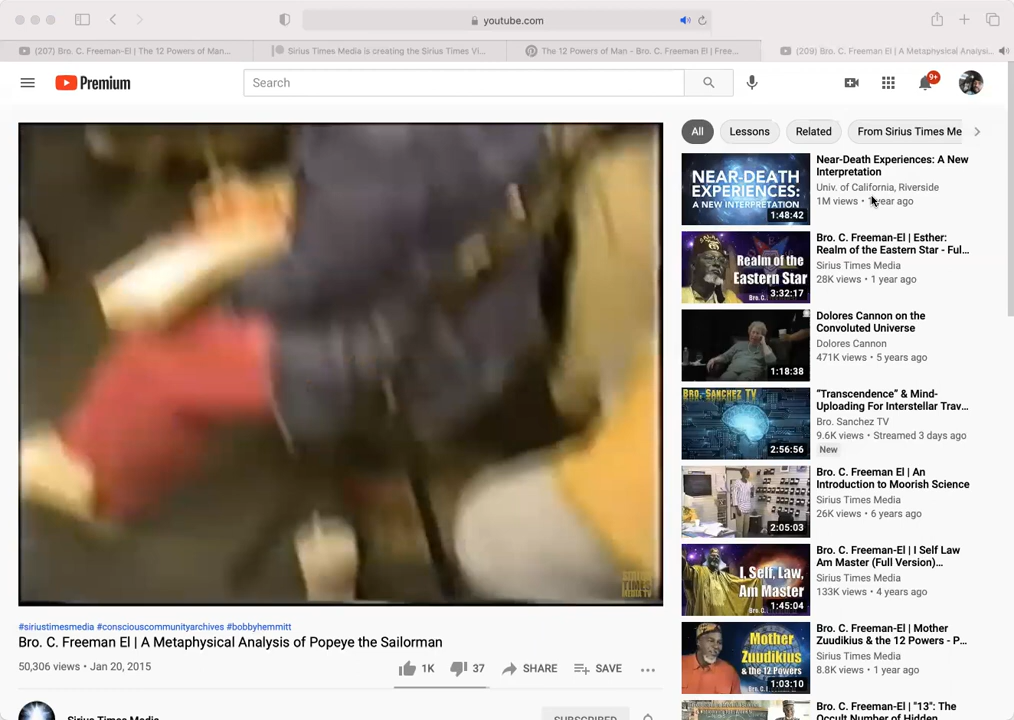 youtube.com
(207) Bro. C. Freeman-El | The 12 Powers of Man...
Sirius Times Media is creating the Sirius Times Vi...
The 12 Powers of Man - Bro. C. Freeman El | Free...
(209) Bro. C. Freeman El | A Metaphysical Analysi...
Premium
Search
9+
All
Lessons
Related
From Sirius Times Me
NEAR-DEATH
EXPERIENCES:
A NEW INTERPRETATION
1:48:42
Near-Death Experiences: A New
Interpretation
Univ. of California, Riverside
1M views • 1 year ago
Realm of the
Eastern Star
Bro. C.
3:32:17
Bro. C. Freeman-El | Esther:
Realm of the Eastern Star - Ful...
Sirius Times Media
28K views • 1 year ago
1:18:38
Dolores Cannon on the
Convoluted Universe
Dolores Cannon
471K views • 5 years ago
BRO. SANCHEZ TV
2:56:56
“Transcendence” & Mind-
Uploading For Interstellar Trav...
Bro. Sanchez TV
9.6K views • Streamed 3 days ago
New
2:05:03
Bro. C. Freeman El | An
Introduction to Moorish Science
Sirius Times Media
26K views • 6 years ago
I, Self, Law,
Am Master
1:45:04
Bro. C. Freeman-El | I Self Law
Am Master (Full Version)...
Sirius Times Media
133K views • 4 years ago
Mother
Zuudikius
& the 12 Powers
1:03:10
Bro. C. Freeman-El | Mother
Zuudikius & the 12 Powers - P...
Sirius Times Media
8.8K views • 1 year ago
Bro. C. Freeman-El | "13": The
Occult Number of Hidden
SIRIUS
TIMES
MEDIA TV
#siriustimesmedia #consciouscommunityarchives #bobbyhemmitt
Bro. C. Freeman El | A Metaphysical Analysis of Popeye the Sailorman
50,306 views • Jan 20, 2015
1K
37
SHARE
SAVE
Sirius Times Media
SUBSCRIBED